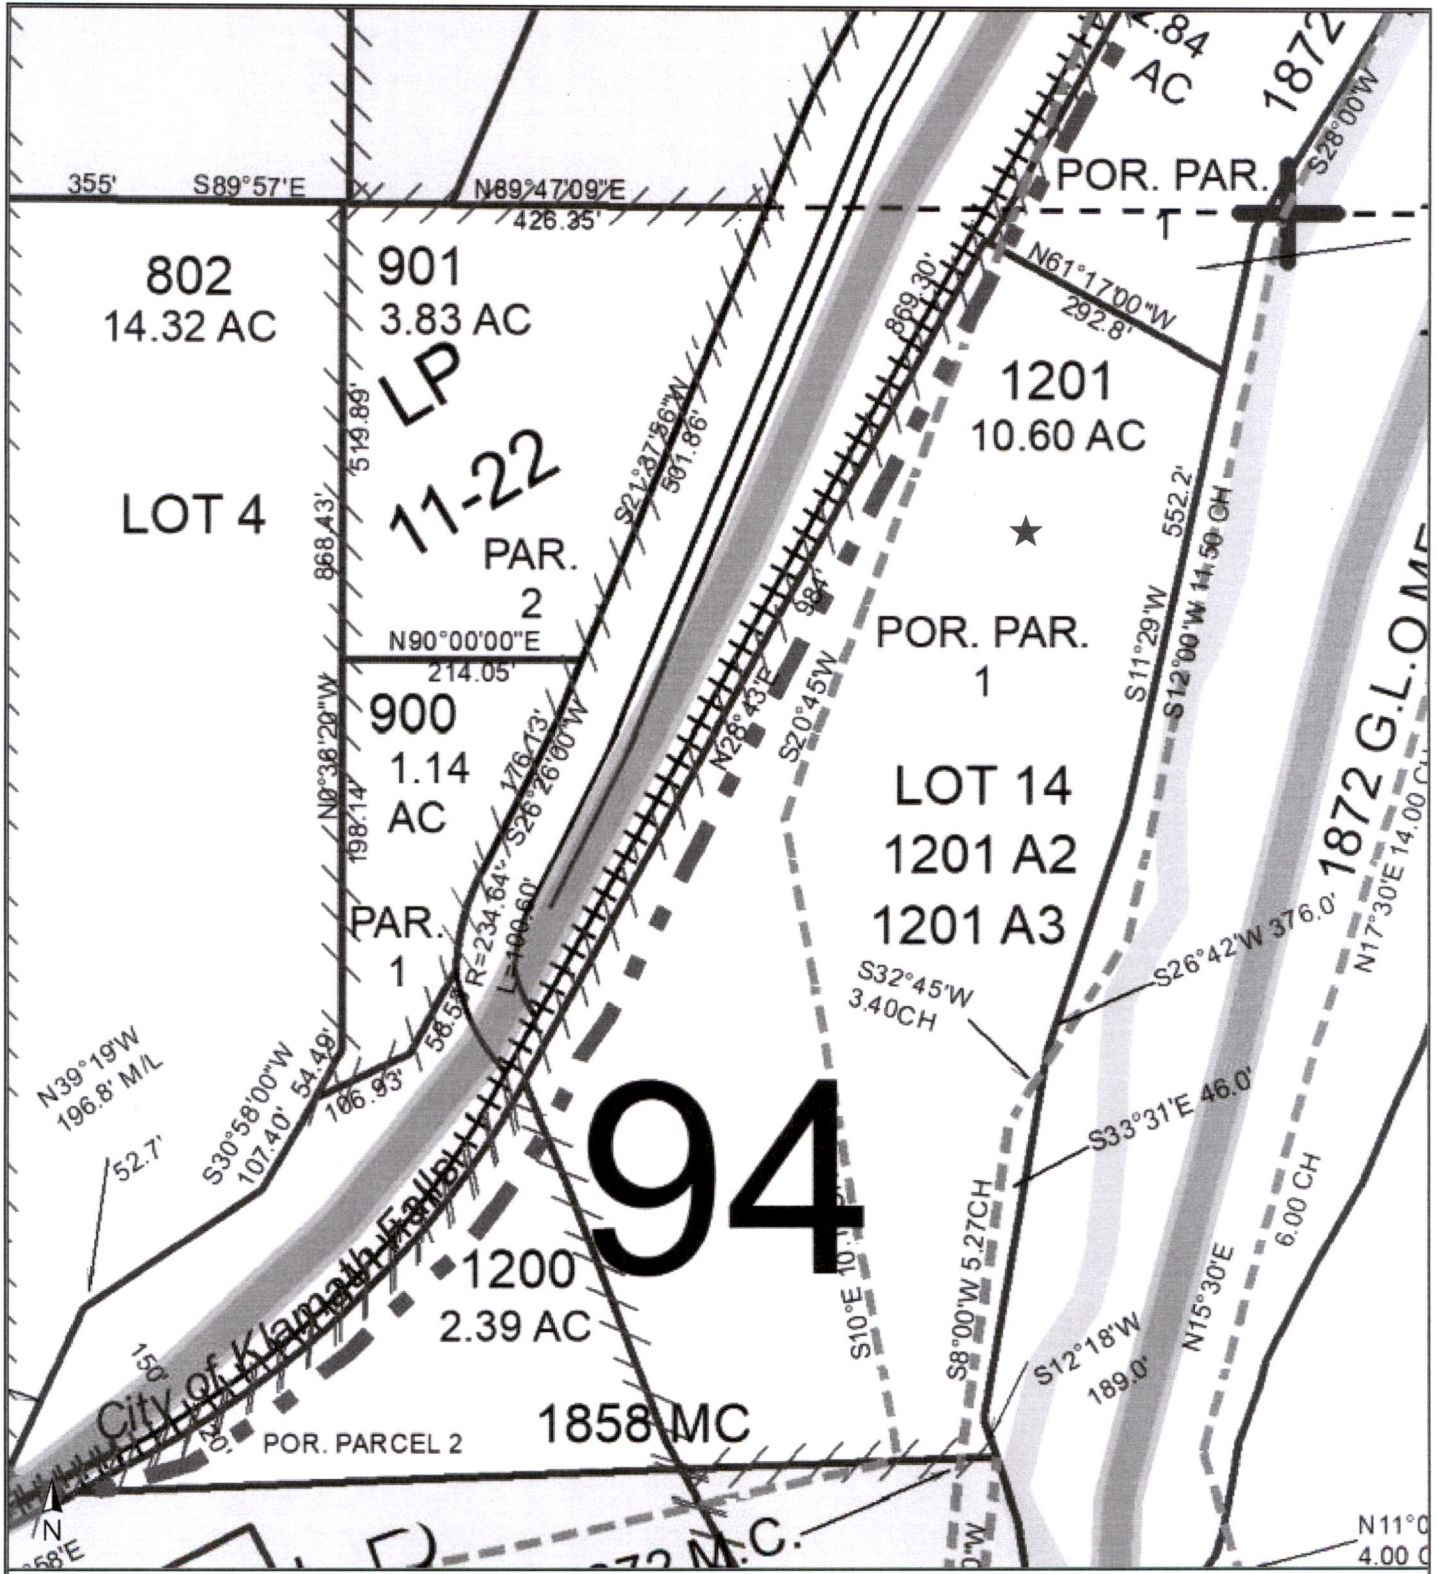 2.84
AC
1872
S28°00'W
355'
S89°57'E
N89°47'09"E
426.35'
POR. PAR.
1
802
14.32 AC
901
3.83 AC
869.30'
N61°17'00"W
292.8'
LP
11-22
519.89'
S21°37'56"W
501.86'
1201
10.60 AC
LOT 4
868.43'
PAR.
2
984'
552.2'
S12°00'W 11.50 CH
S11°29'W
POR. PAR.
1
N90°00'00"E
214.05'
N28°43'E
S20°45'W
900
1.14
AC
N0°36'20"W
198.14'
176.13'
S26°26'00"W
LOT 14
1201 A2
1201 A3
1872 G.L.O
N17°30'E 14.00
R=234.64'
L=100.60'
PAR.
1
S32°45'W
3.40CH
S26°42'W 376.0'
58.5
N39°19'W
196.8' M/L
52.7'
S30°58'00"W
107.40'
54.49'
106.93'
94
S33°31'E 46.0'
6.00 CH
S10°E
S8°00'W 5.27CH
S12°18'W
189.0'
N15°30'E
City of Klamath Falls
1200
2.39 AC
150'
20'
POR. PARCEL 2
1858 MC
N
58'E
M.C.
N11°
4.00